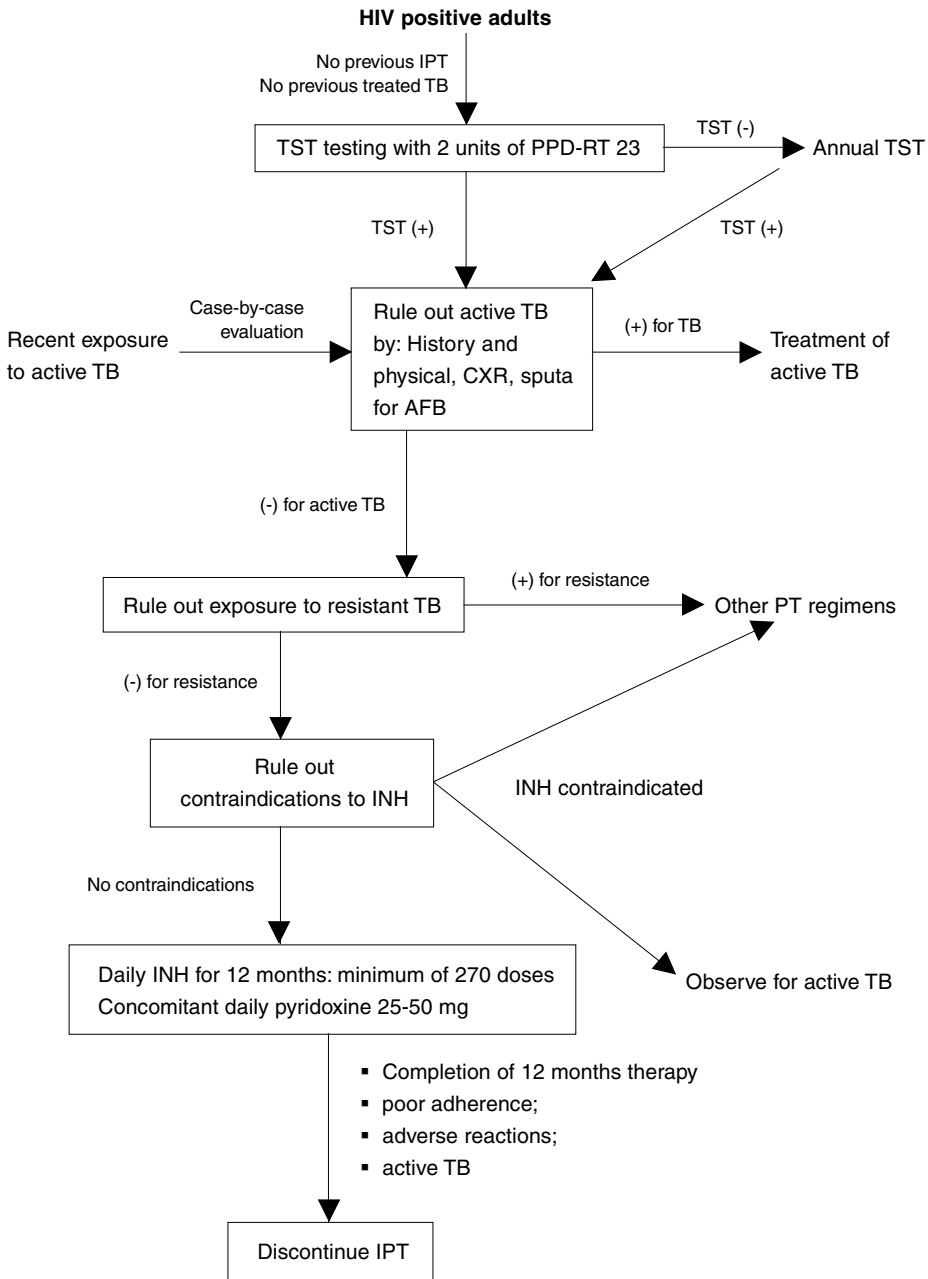 HIV positive adults
No previous IPT
No previous treated TB
TST testing with 2 units of PPD-RT 23
TST (-)
Annual TST
TST (+)
TST (+)
Recent exposure
to active TB
Case-by-case
evaluation
Rule out active TB
by: History and
physical, CXR, sputa
for AFB
(+) for TB
Treatment of
active TB
(-) for active TB
Rule out exposure to resistant TB
(+) for resistance
Other PT regimens
(-) for resistance
Rule out
contraindications to INH
INH contraindicated
No contraindications
Observe for active TB
Daily INH for 12 months: minimum of 270 doses
Concomitant daily pyridoxine 25-50 mg
▪ Completion of 12 months therapy
▪ poor adherence;
▪ adverse reactions;
▪ active TB
Discontinue IPT